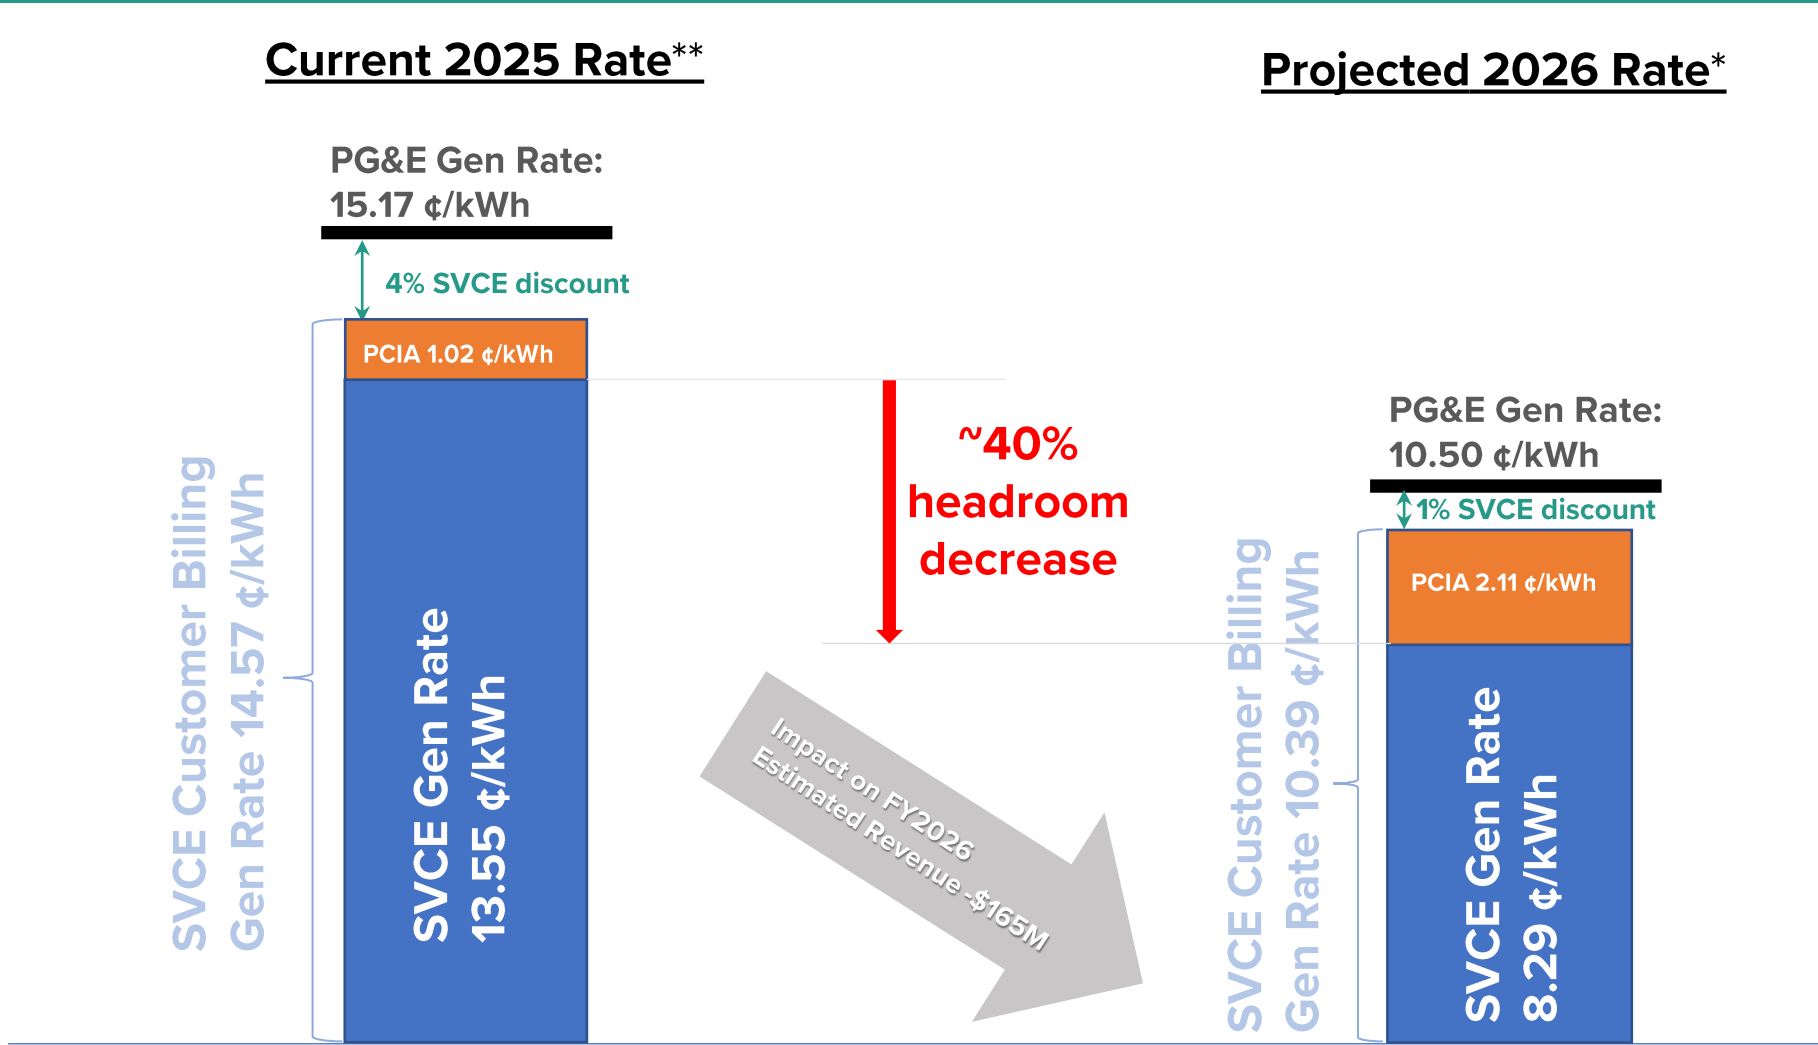 Current 2025 Rate**
Projected 2026 Rate*
PG&E Gen Rate:
15.17 ¢/kWh
4% SVCE discount
PCIA 1.02 ¢/kWh
SVCE Customer Billing
Gen Rate 14.57 ¢/kWh
SVCE Gen Rate
13.55 ¢/kWh
~40%
headroom
decrease
Impact on FY2026
Estimated Revenue -$165M
PG&E Gen Rate:
10.50 ¢/kWh
1% SVCE discount
PCIA 2.11 ¢/kWh
SVCE Customer Billing
Gen Rate 10.39 ¢/kWh
SVCE Gen Rate
8.29 ¢/kWh